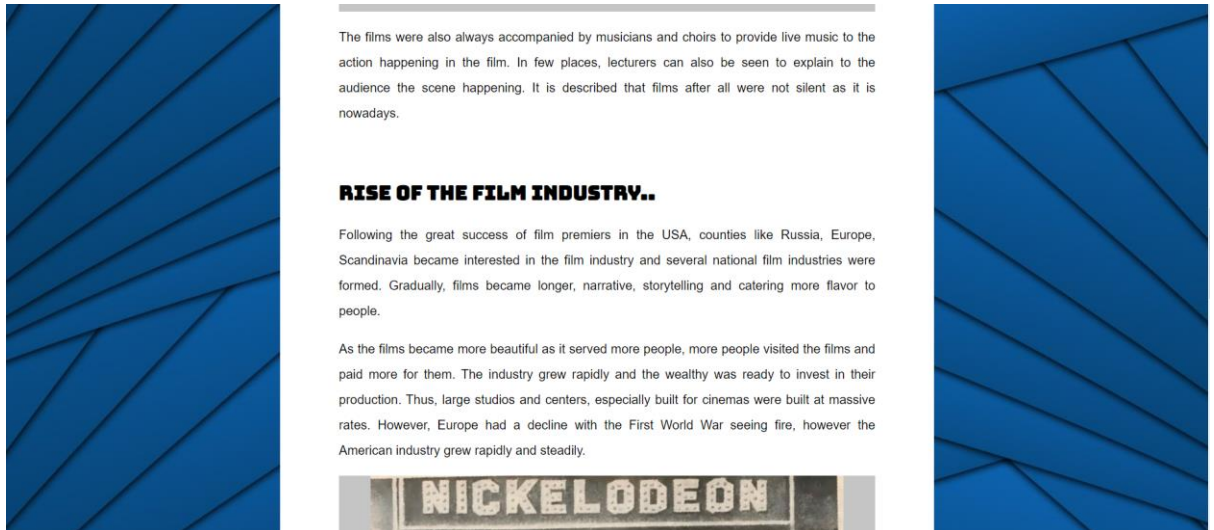 The films were also always accompanied by musicians and choirs to provide live music to the
action happening in the film. In few places, lecturers can also be seen to explain to the
audience the scene happening. It is described that films after all were not silent as it is
nowadays.
RISE OF THE FILM INDUSTRY..
Following the great success of film premiers in the USA, counties like Russia, Europe,
Scandinavia became interested in the film industry and several national film industries were
formed. Gradually, films became longer, narrative, storytelling and catering more flavor to
people.
As the films became more beautiful as it served more people, more people visited the films and
paid more for them. The industry grew rapidly and the wealthy was ready to invest in their
production. Thus, large studios and centers, especially built for cinemas were built at massive
rates. However, Europe had a decline with the First World War seeing fire, however the
American industry grew rapidly and steadily.
NICKELODEON